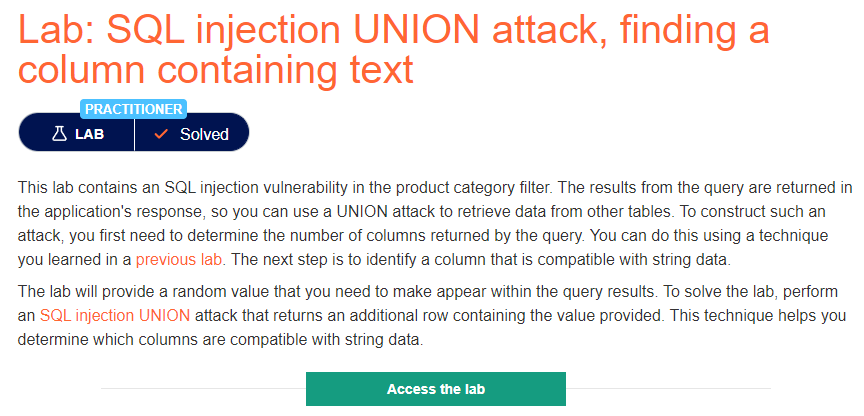 Lab: SQL injection UNION attack, finding a
column containing text
PRACTITIONER
LAB
Solved
This lab contains an SQL injection vulnerability in the product category filter. The results from the query are returned in
the application's response, so you can use a UNION attack to retrieve data from other tables. To construct such an
attack, you first need to determine the number of columns returned by the query. You can do this using a technique
you learned in a previous lab. The next step is to identify a column that is compatible with string data.
The lab will provide a random value that you need to make appear within the query results. To solve the lab, perform
an SQL injection UNION attack that returns an additional row containing the value provided. This technique helps you
determine which columns are compatible with string data.
Access the lab